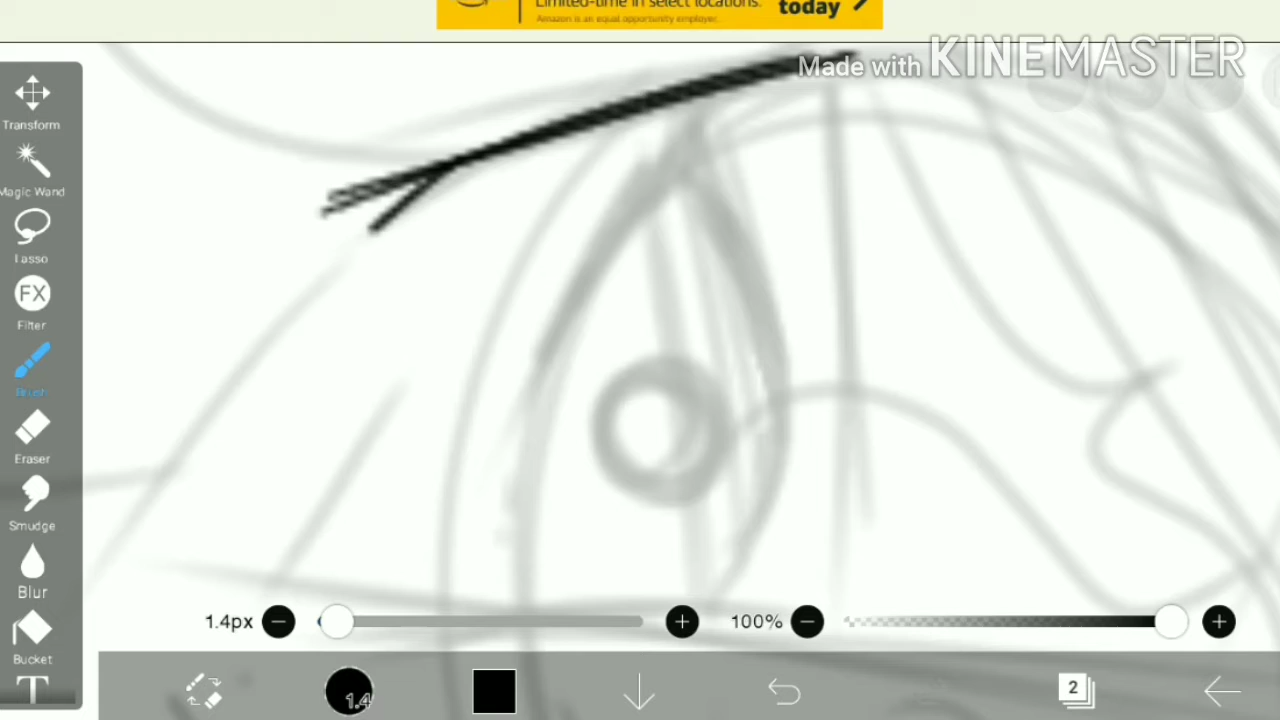 Limited-time in select locations.
Amazon is an equal opportunity employer.
today
Made with KINEMASTER
Transform
Magic Wand
Lasso
FX
Filter
Brush
Eraser
Smudge
Blur
Bucket
T
1.4px
100%
1.4
2